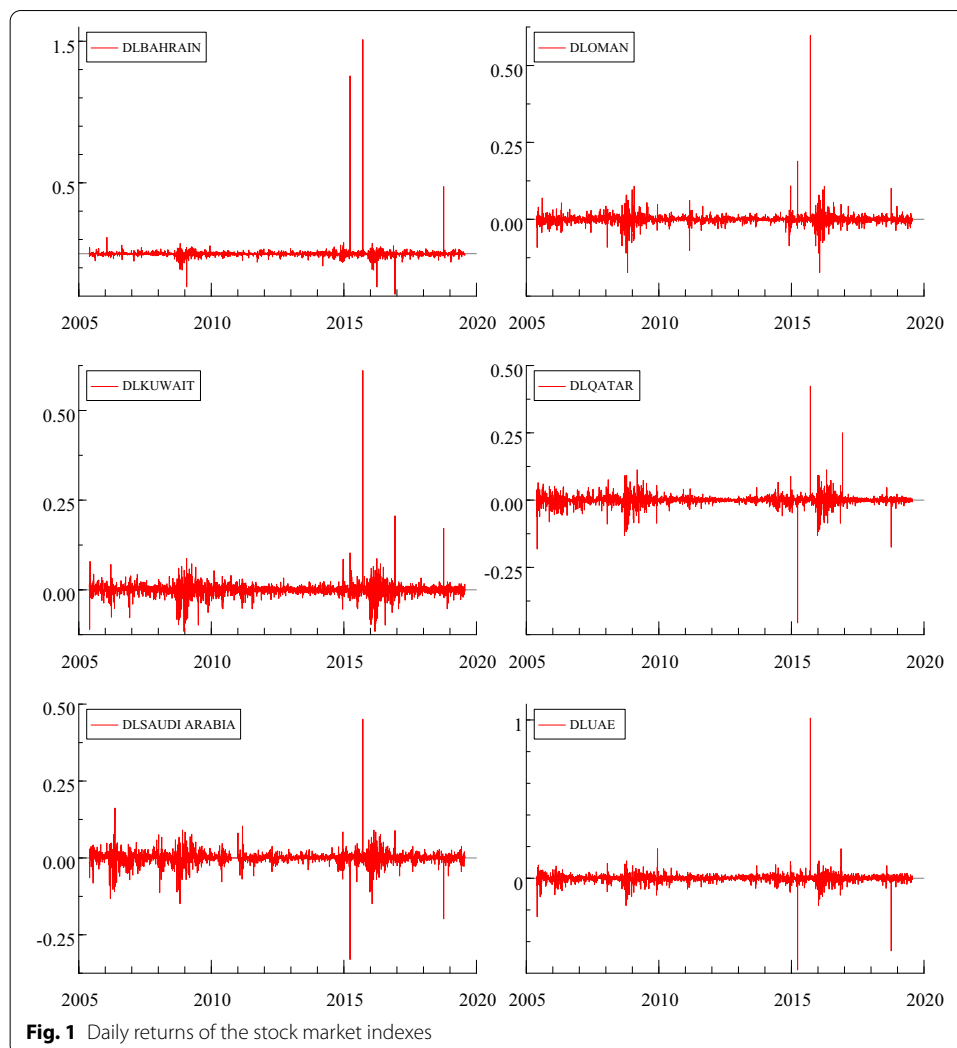 DLBAHRAIN
1.5
0.5
2005 2010 2015 2020
DLOMAN
0.50
0.25
0.00
2005 2010 2015 2020
DLKUWAIT
0.50
0.25
0.00
2005 2010 2015 2020
DLQATAR
0.50
0.25
0.00
-0.25
2005 2010 2015 2020
DLSAUDI ARABIA
0.50
0.25
0.00
-0.25
2005 2010 2015 2020
DLUAE
1
0
2005 2010 2015 2020
Fig. 1 Daily returns of the stock market indexes